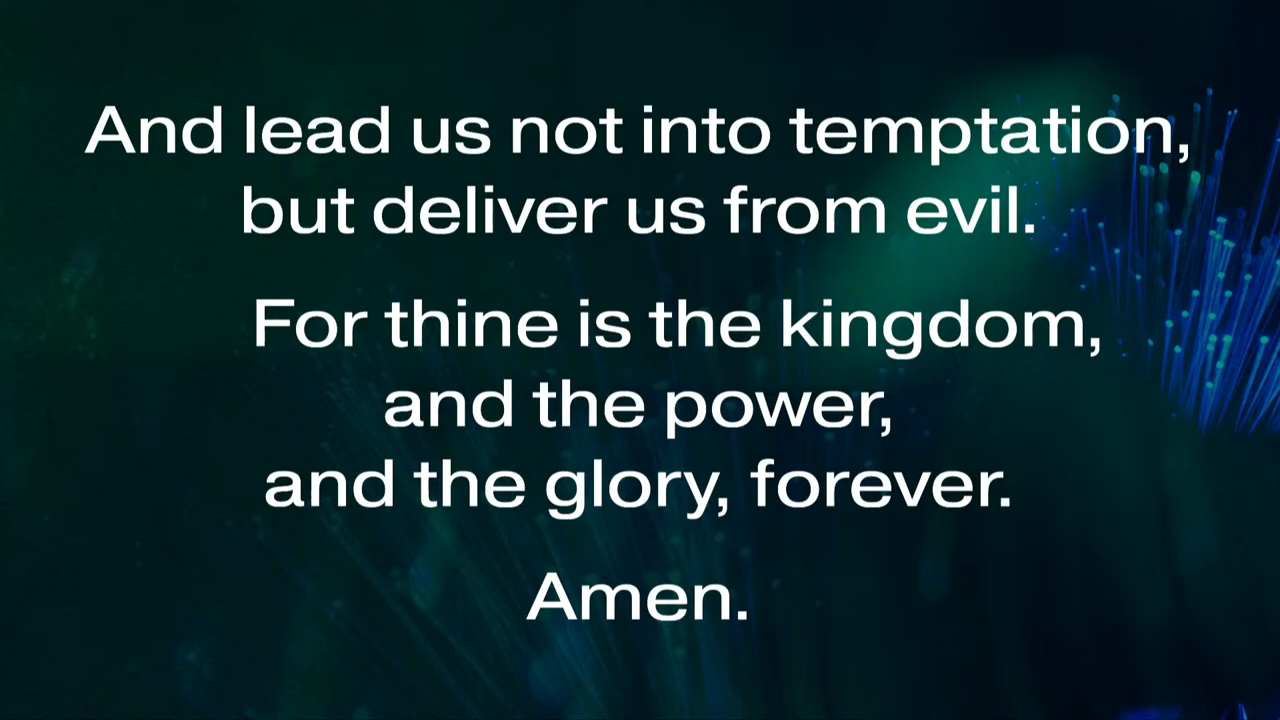 And lead us not into temptation,
but deliver us from evil.
For thine is the kingdom,
and the power,
and the glory, forever.
Amen.